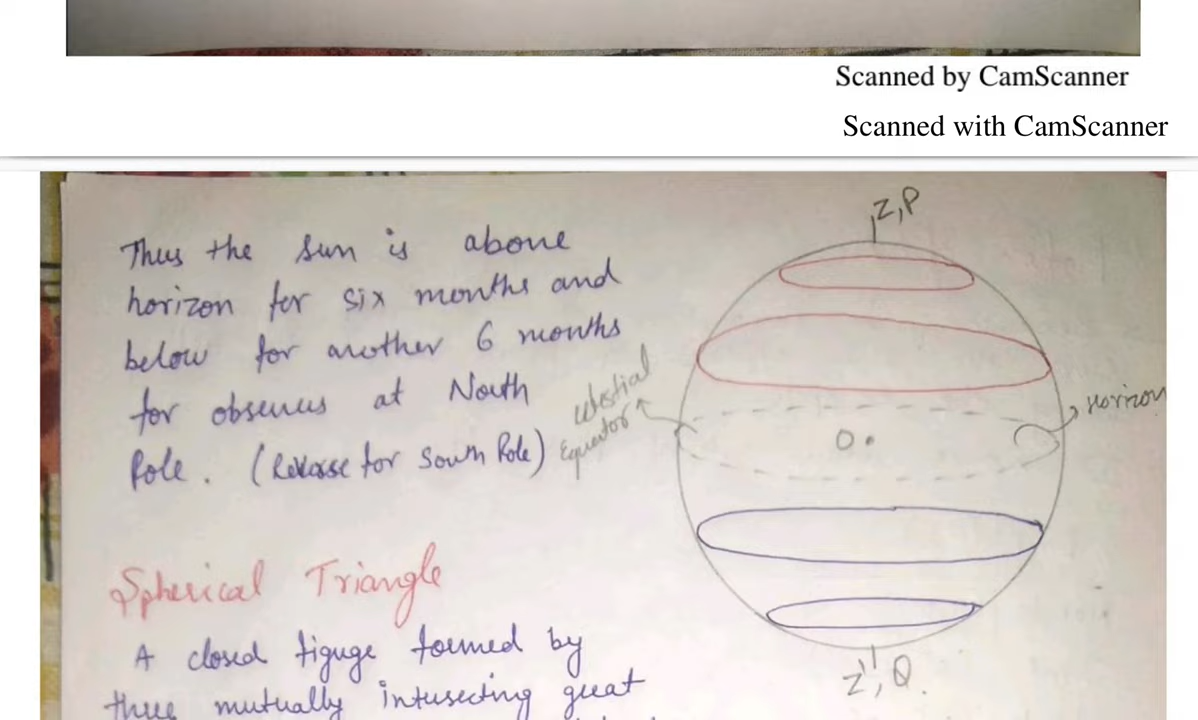 Scanned by CamScanner
Scanned with CamScanner
Thus the sun is above
horizon for six months and
below for another 6 months
for observers at North
Pole. (Reverse for South Pole)
Z,P
Celestial
Equator
Horizon
O
Z', Q.
Spherical Triangle
A closed figuge formed by
three mutually intersecting great